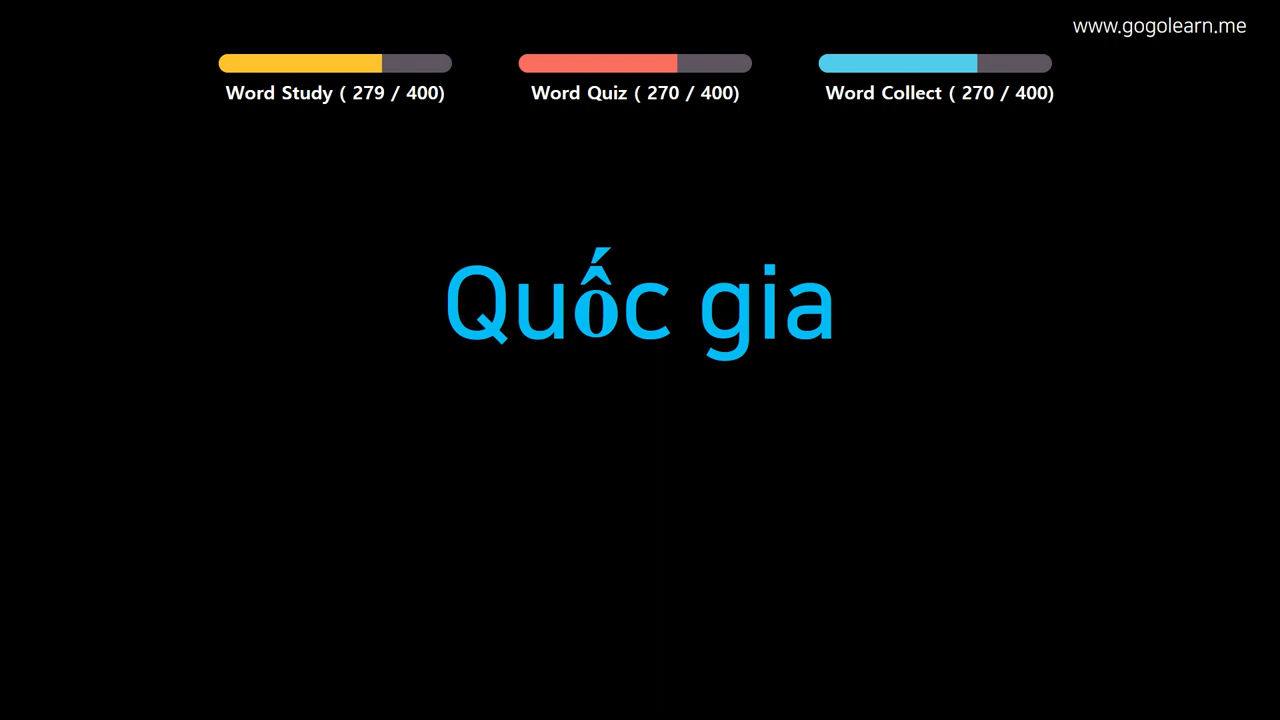 www.gogolearn.me
Word Study ( 279 / 400)
Word Quiz ( 270 / 400)
Word Collect ( 270 / 400)
Quốc gia